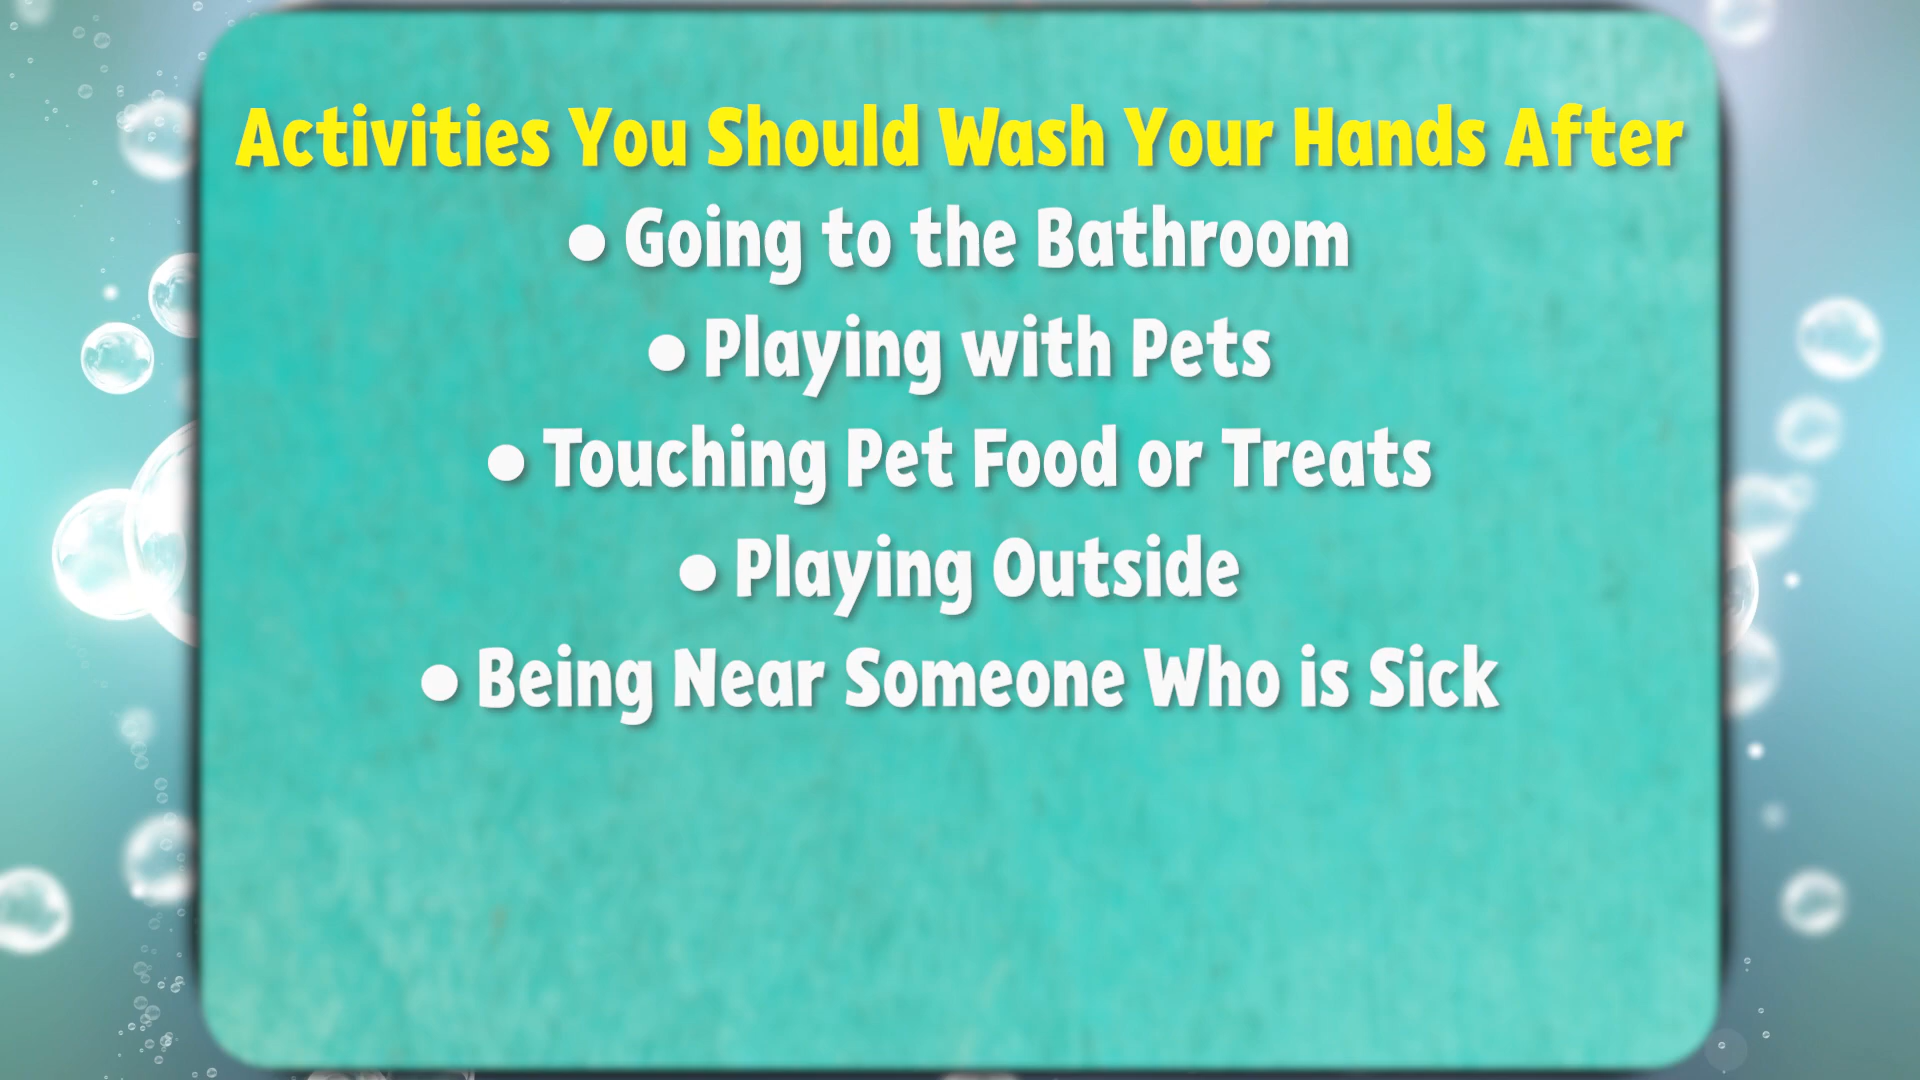 Activities You Should Wash Your Hands After
• Going to the Bathroom
• Playing with Pets
• Touching Pet Food or Treats
• Playing Outside
• Being Near Someone Who is Sick